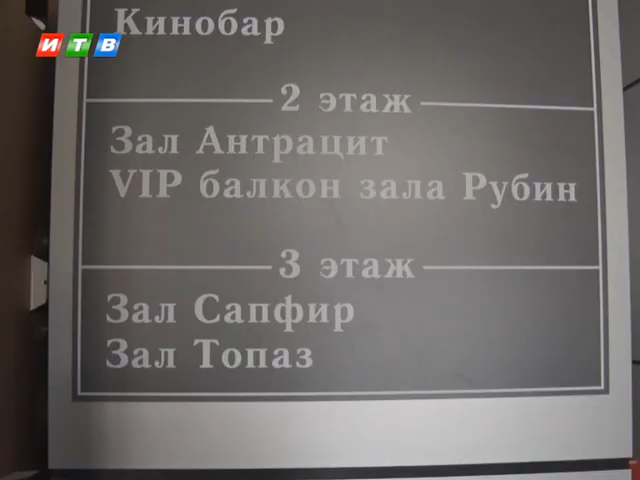 Кинобар
ИТВ
2 этаж
Зал Антрацит
VIP балкон зала Рубин
3 этаж
Зал Сапфир
Зал Топаз